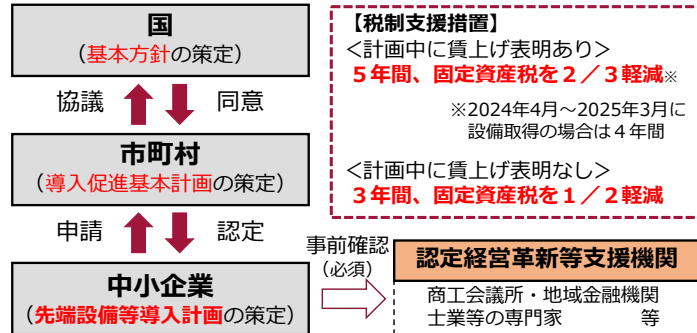 国
（基本方針の策定）
協議
同意
市町村
（導入促進基本計画の策定）
申請
認定
中小企業
（先端設備等導入計画の策定）
【税制支援措置】
＜計画中に賃上げ表明あり＞
５年間、固定資産税を２／３軽減※
※2024年4月～2025年3月に
設備取得の場合は４年間
＜計画中に賃上げ表明なし＞
３年間、固定資産税を１／２軽減
事前確認
（必須）
認定経営革新等支援機関
商工会議所・地域金融機関
士業等の専門家　　　　等